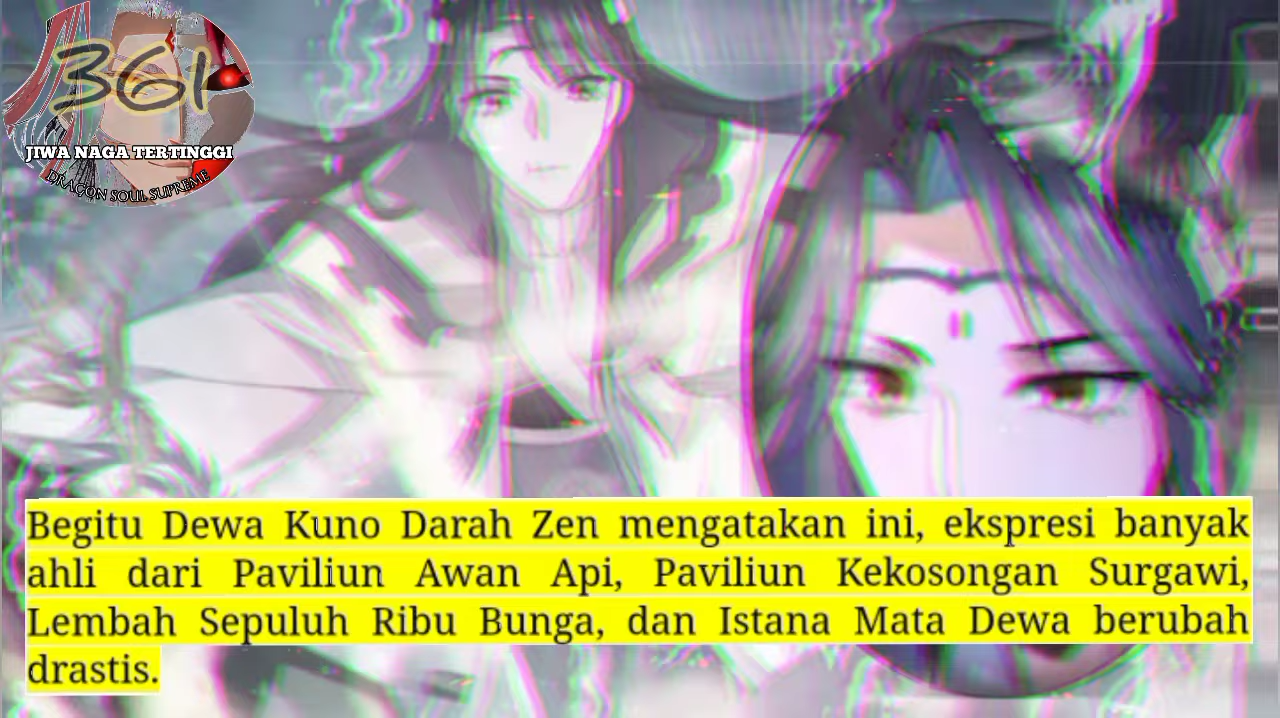 361
JIWA NAGA TERTINGGI
DRAGON SOUL SUPREME
Begitu Dewa Kuno Darah Zen mengatakan ini, ekspresi banyak
ahli dari Paviliun Awan Api, Paviliun Kekosongan Surgawi,
Lembah Sepuluh Ribu Bunga, dan Istana Mata Dewa berubah
drastis.